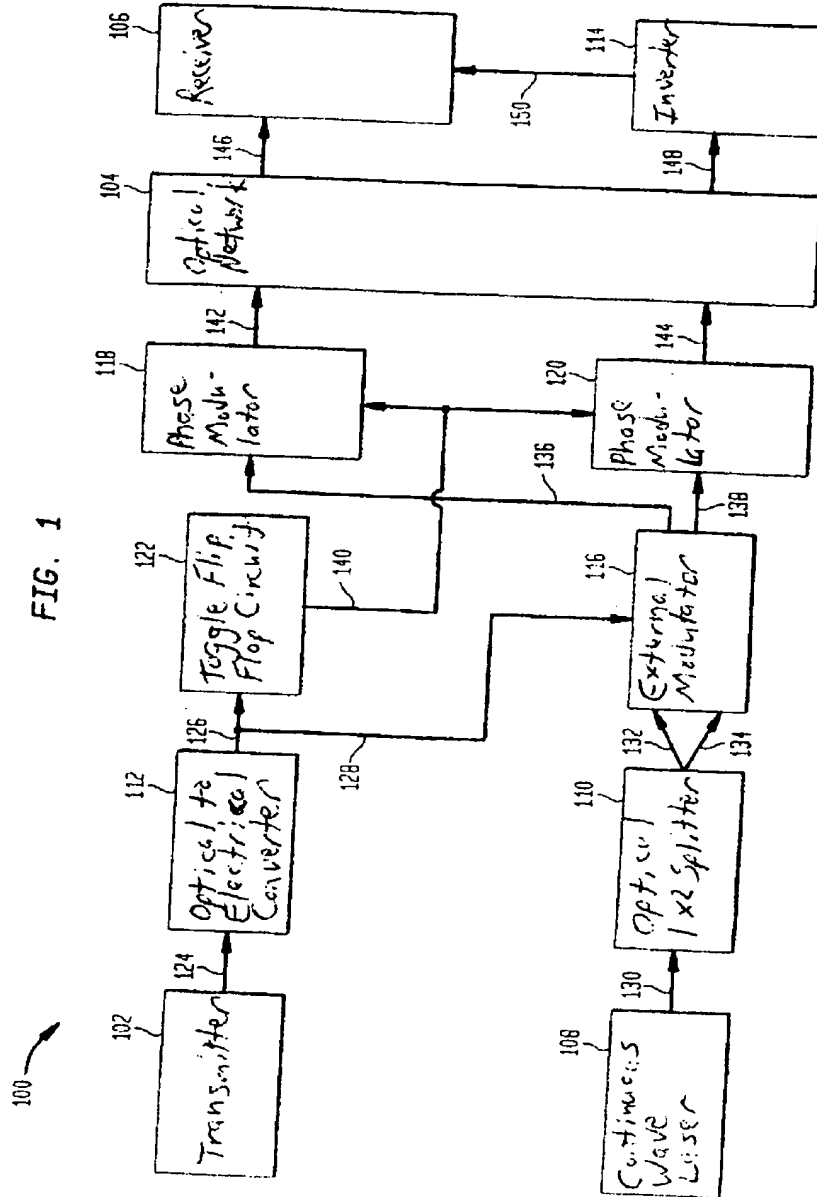 FIG. 1
100
102
Transmitter
124
112
Optical to
Electrical
Converter
126
128
122
Toggle Flip
Flop Circuit
140
118
Phase
Modu-
lator
142
104
Optical
Network
146
106
Receiver
150
108
Continuous
Wave
Laser
130
110
Optical
1x2 Splitter
132
134
116
External
Modulator
136
138
120
Phase
Modu-
lator
144
148
114
Inverter